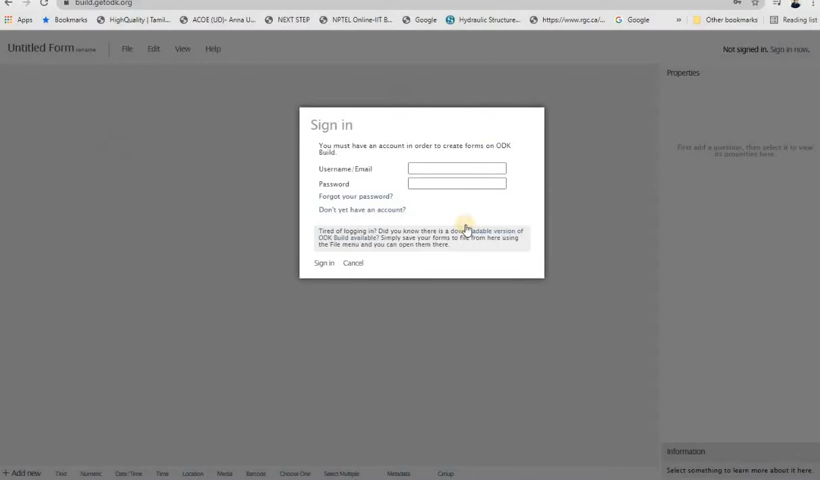 build.getodk.org
Apps Bookmarks HighQuality | Tamil... ACOE (UD)- Anna U... NEXT STEP NPTEL Online-IIT B... Google Hydraulic Structure... https://www.rgc.ca/... Google » Other bookmarks Reading list
Untitled Form rename File Edit View Help Not signed in. Sign in now.
Properties
First add a question, then select it to view
its properties here.
Sign in
You must have an account in order to create forms on ODK
Build.
Username/Email
Password
Forgot your password?
Don't yet have an account?
Tired of logging in? Did you know there is a downloadable version of
ODK Build available? Simply save your forms to file from here using
the File menu and you can open them there.
Sign in Cancel
Information
Select something to learn more about it here.
+ Add new Text Numeric Date/Time Time Location Media Barcode Choose One Select Multiple Metadata Group